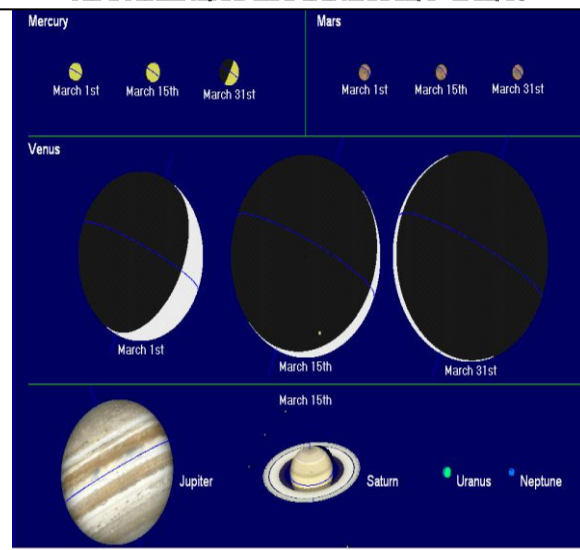 Mercury
Mars
March 1st
March 15th
March 31st
March 1st
March 15th
March 31st
Venus
March 1st
March 15th
March 31st
March 15th
Jupiter
Saturn
Uranus
Neptune